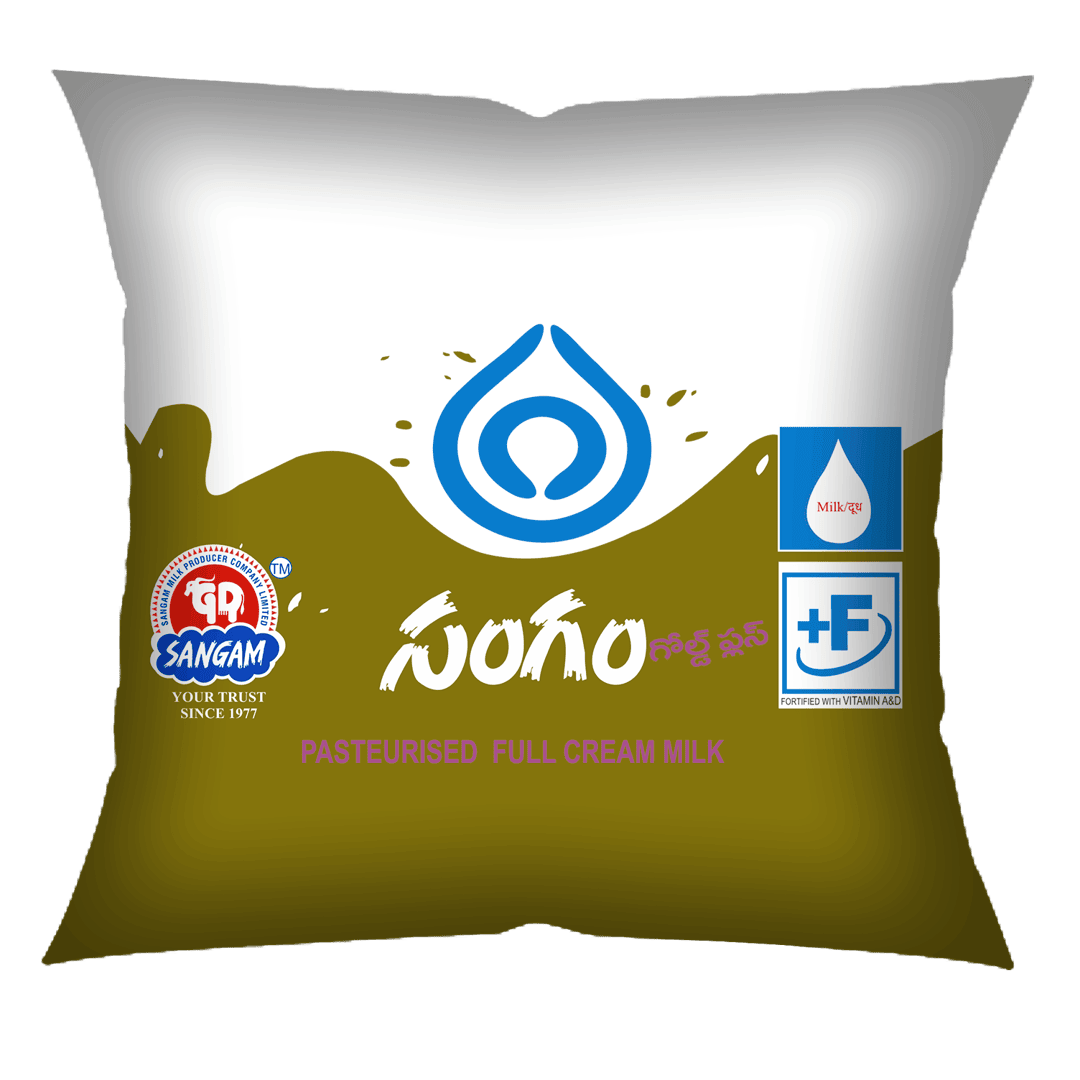 Milk/दूध
SANGAM MILK PRODUCER COMPANY LIMITED
TM
SANGAM
YOUR TRUST
SINCE 1977
సంగం గోల్డ్ ప్లస్
+F
FORTIFIED WITH VITAMIN A&D
PASTEURISED FULL CREAM MILK